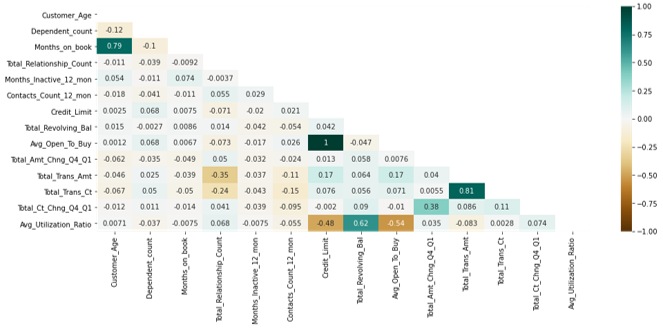 Customer_Age
Dependent_count -0.12
Months_on_book 0.79 -0.1
Total_Relationship_Count -0.011 -0.039 -0.0092
Months_Inactive_12_mon 0.054 -0.011 0.074 -0.0037
Contacts_Count_12_mon -0.018 -0.041 -0.011 0.055 0.029
Credit_Limit 0.0025 0.068 0.0075 -0.071 -0.02 0.021
Total_Revolving_Bal 0.015 -0.0027 0.0086 0.014 -0.042 -0.054 0.042
Avg_Open_To_Buy 0.0012 0.068 0.0067 -0.073 -0.017 0.026 1 -0.047
Total_Amt_Chng_Q4_Q1 -0.062 -0.035 -0.049 0.05 -0.032 -0.024 0.013 0.058 0.0076
Total_Trans_Amt -0.046 0.025 -0.039 -0.35 -0.037 -0.11 0.17 0.064 0.17 0.04
Total_Trans_Ct -0.067 0.05 -0.05 -0.24 -0.043 -0.15 0.076 0.056 0.071 0.0055 0.81
Total_Ct_Chng_Q4_Q1 -0.012 0.011 -0.014 0.041 -0.039 -0.095 -0.002 0.09 -0.01 0.38 0.086 0.11
Avg_Utilization_Ratio 0.0071 -0.037 -0.0075 0.068 -0.0075 -0.055 -0.48 0.62 -0.54 0.035 -0.083 0.0028 0.074
Customer_Age
Dependent_count
Months_on_book
Total_Relationship_Count
Months_Inactive_12_mon
Contacts_Count_12_mon
Credit_Limit
Total_Revolving_Bal
Avg_Open_To_Buy
Total_Amt_Chng_Q4_Q1
Total_Trans_Amt
Total_Trans_Ct
Total_Ct_Chng_Q4_Q1
Avg_Utilization_Ratio
1.00
0.75
0.50
0.25
0.00
-0.25
-0.50
-0.75
-1.00